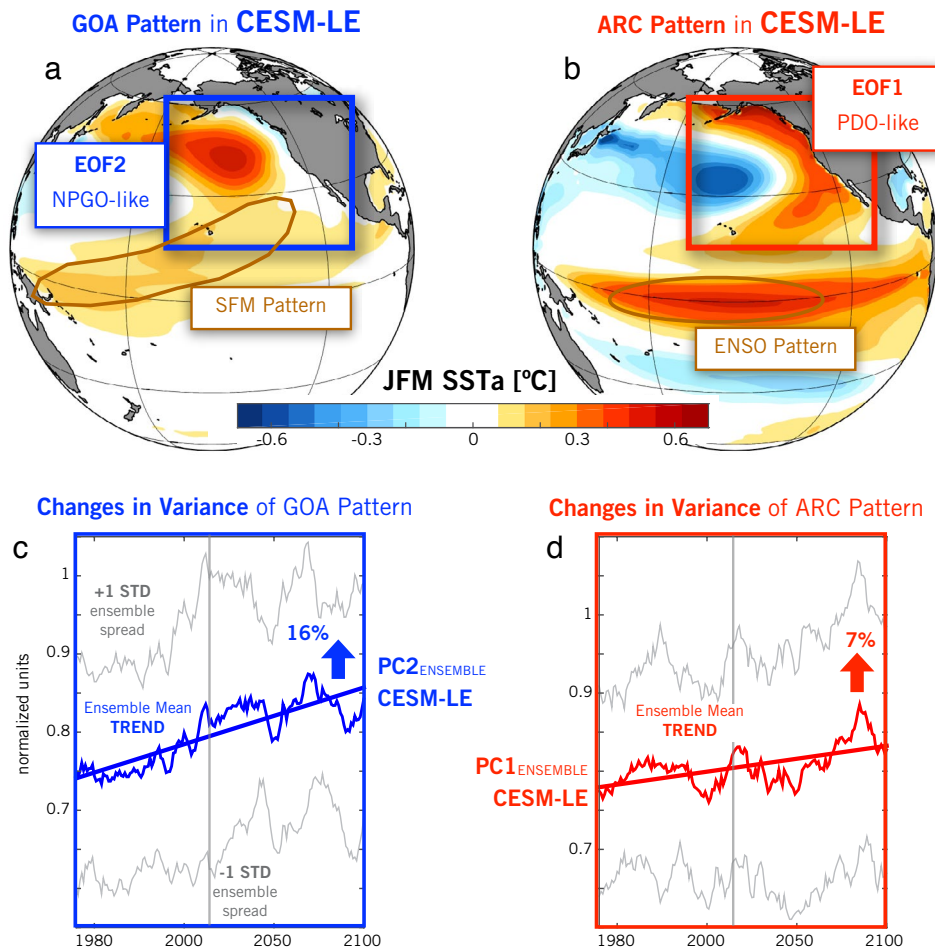 GOA Pattern in CESM-LE
ARC Pattern in CESM-LE
a
b
EOF2
NPGO-like
EOF1
PDO-like
SFM Pattern
ENSO Pattern
JFM SSTa [ºC]
-0.6 -0.3 0 0.3 0.6
Changes in Variance of GOA Pattern
Changes in Variance of ARC Pattern
c
normalized units
1
0.9
0.8
0.7
+1 STD
ensemble
spread
16%
Ensemble Mean
TREND
-1 STD
ensemble
spread
1980 2000 2050 2100
PC2ENSEMBLE
CESM-LE
d
1
0.9
0.7
7%
Ensemble Mean
TREND
PC1ENSEMBLE
CESM-LE
1980 2000 2050 2100